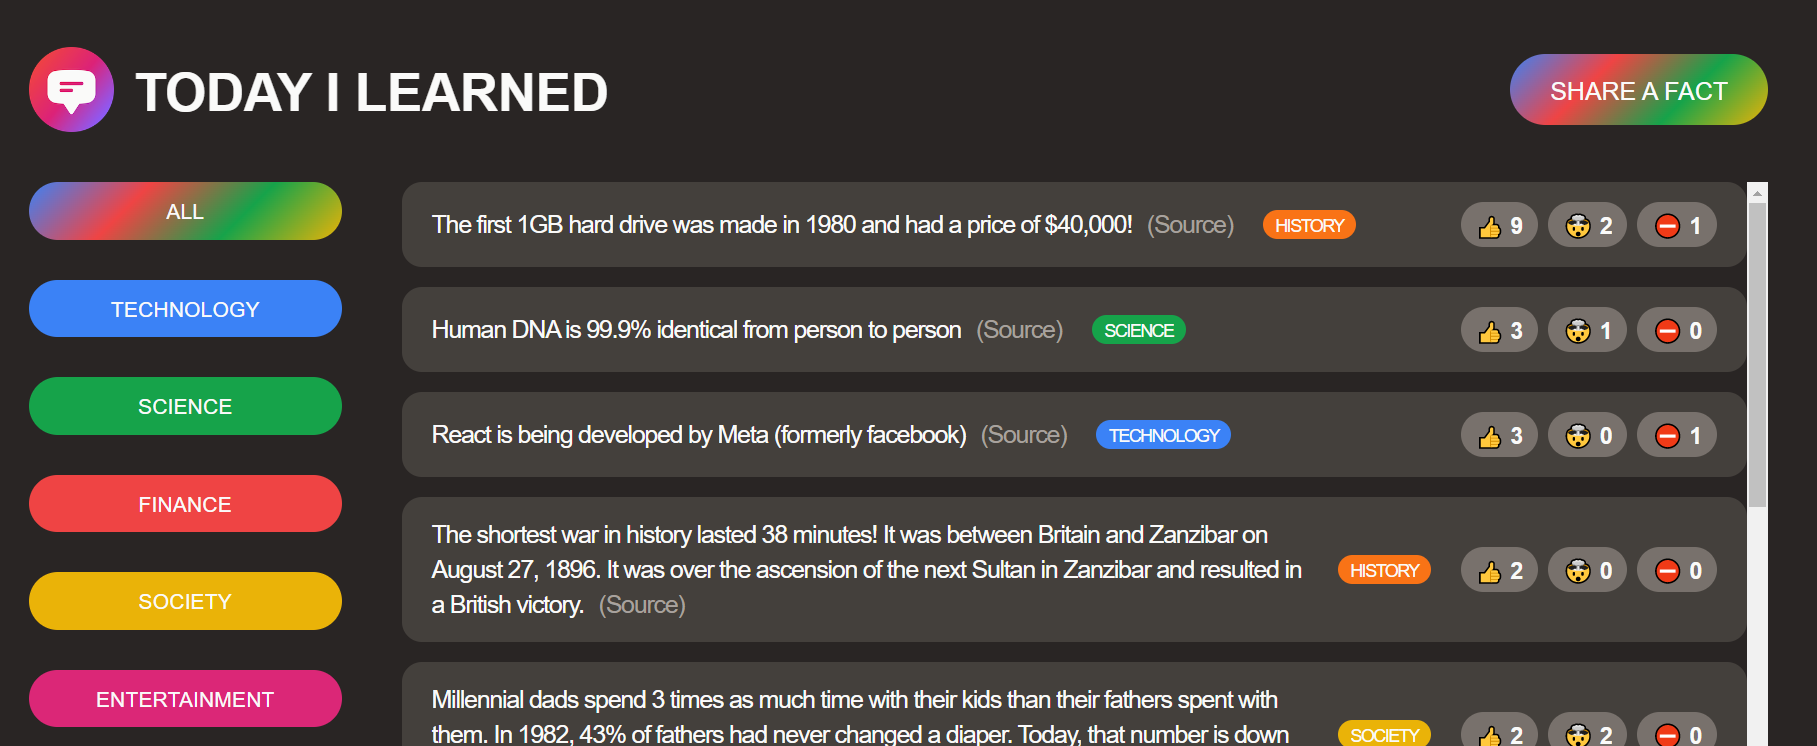 TODAY I LEARNED
SHARE A FACT
ALL
TECHNOLOGY
SCIENCE
FINANCE
SOCIETY
ENTERTAINMENT
The first 1GB hard drive was made in 1980 and had a price of $40,000! (Source) HISTORY 👍 9 🤯 2 ⛔ 1
Human DNA is 99.9% identical from person to person (Source) SCIENCE 👍 3 🤯 1 ⛔ 0
React is being developed by Meta (formerly facebook) (Source) TECHNOLOGY 👍 3 🤯 0 ⛔ 1
The shortest war in history lasted 38 minutes! It was between Britain and Zanzibar on
August 27, 1896. It was over the ascension of the next Sultan in Zanzibar and resulted in
a British victory. (Source)
HISTORY 👍 2 🤯 0 ⛔ 0
Millennial dads spend 3 times as much time with their kids than their fathers spent with
them. In 1982, 43% of fathers had never changed a diaper. Today, that number is down
SOCIETY 👍 2 🤯 2 ⛔ 0